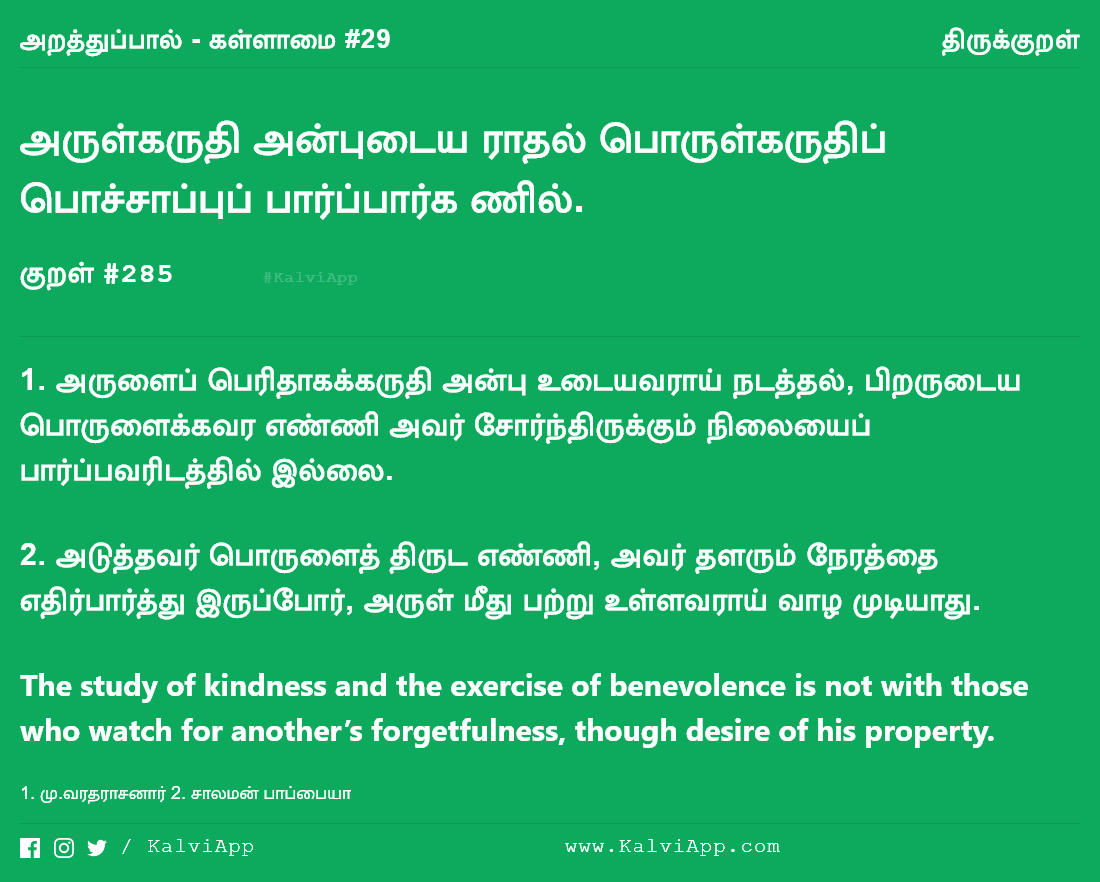 அறத்துப்பால் - கள்ளாமை #29
திருக்குறள்
அருள்கருதி அன்புடைய ராதல் பொருள்கருதிப்
பொச்சாப்புப் பார்ப்பார்க ணில்.
குறள் #285
#KalviApp
1. அருளைப் பெரிதாகக்கருதி அன்பு உடையவராய் நடத்தல், பிறருடைய
பொருளைக்கவர எண்ணி அவர் சோர்ந்திருக்கும் நிலையைப்
பார்ப்பவரிடத்தில் இல்லை.
2. அடுத்தவர் பொருளைத் திருட எண்ணி, அவர் தளரும் நேரத்தை
எதிர்பார்த்து இருப்போர், அருள் மீது பற்று உள்ளவராய் வாழ முடியாது.
The study of kindness and the exercise of benevolence is not with those
who watch for another’s forgetfulness, though desire of his property.
1. மு.வரதராசனார் 2. சாலமன் பாப்பையா
/ KalviApp
www.KalviApp.com